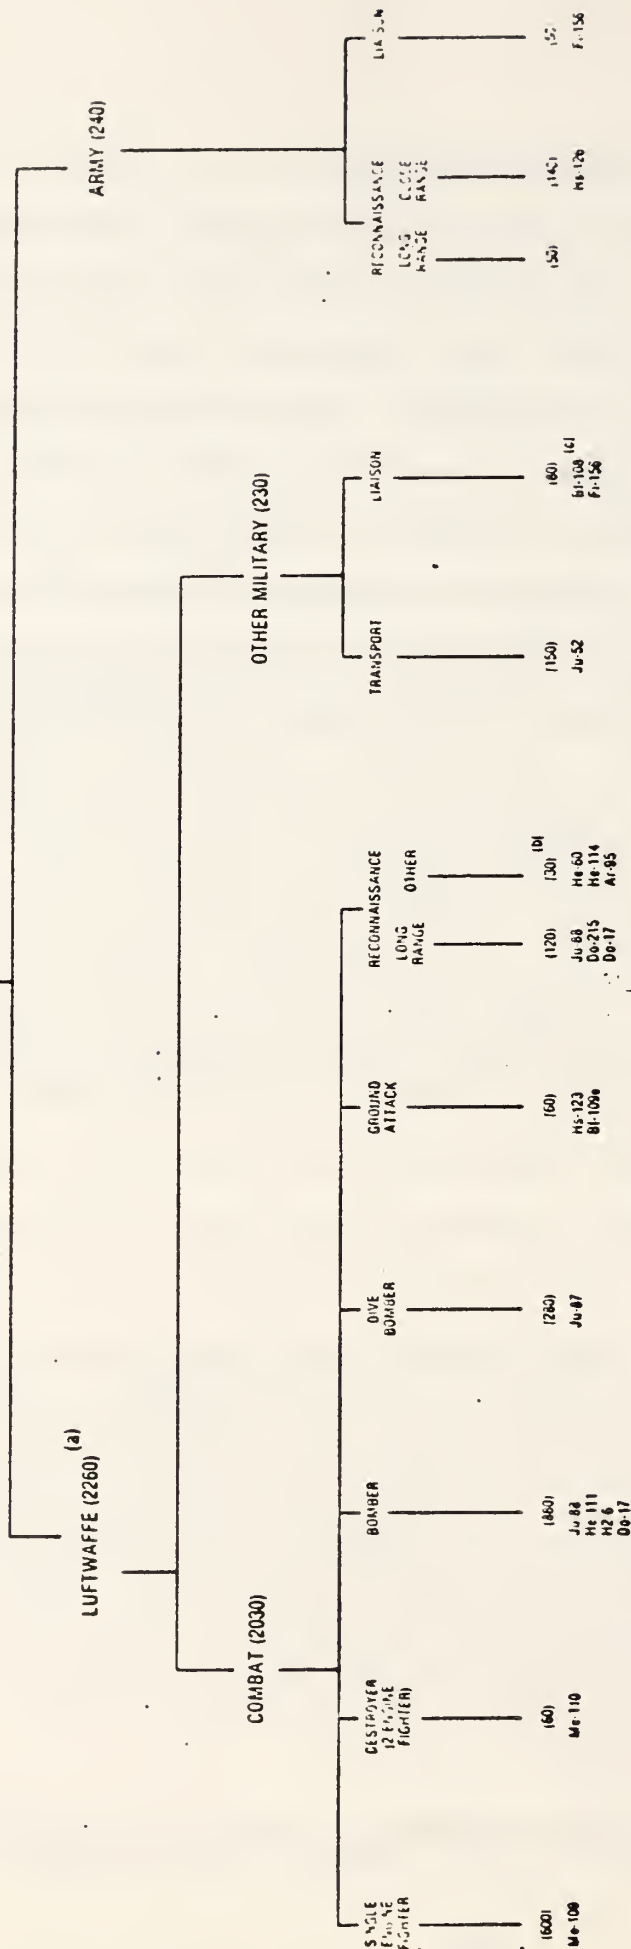 LUFTWAFFE (2260) (a)
ARMY (240)
COMBAT (2030)
OTHER MILITARY (230)
SINGLE
ENGINE
FIGHTER
(600)
Me-109
DESTROYER
(2 ENGINE
FIGHTER)
(60)
Me-110
BOMBER
(880)
Ju-88
He 111
Do-17
DIVE
BOMBER
(280)
Ju-87
GROUND
ATTACK
(60)
Hs-123
Bf-109e
RECONNAISSANCE
LONG
RANGE
(120)
Ju-88
Do-215
Do-17
OTHER
(30) (b)
He-60
He-114
Ar-95
TRANSPORT
(150)
Ju-52
LIAISON
(80)
Bf-108 (c)
Fi-156
RECONNAISSANCE
LONG
RANGE
(50)
CLOSE
RANGE
(140)
Hs-126
LIAISON
(50)
Fi-156